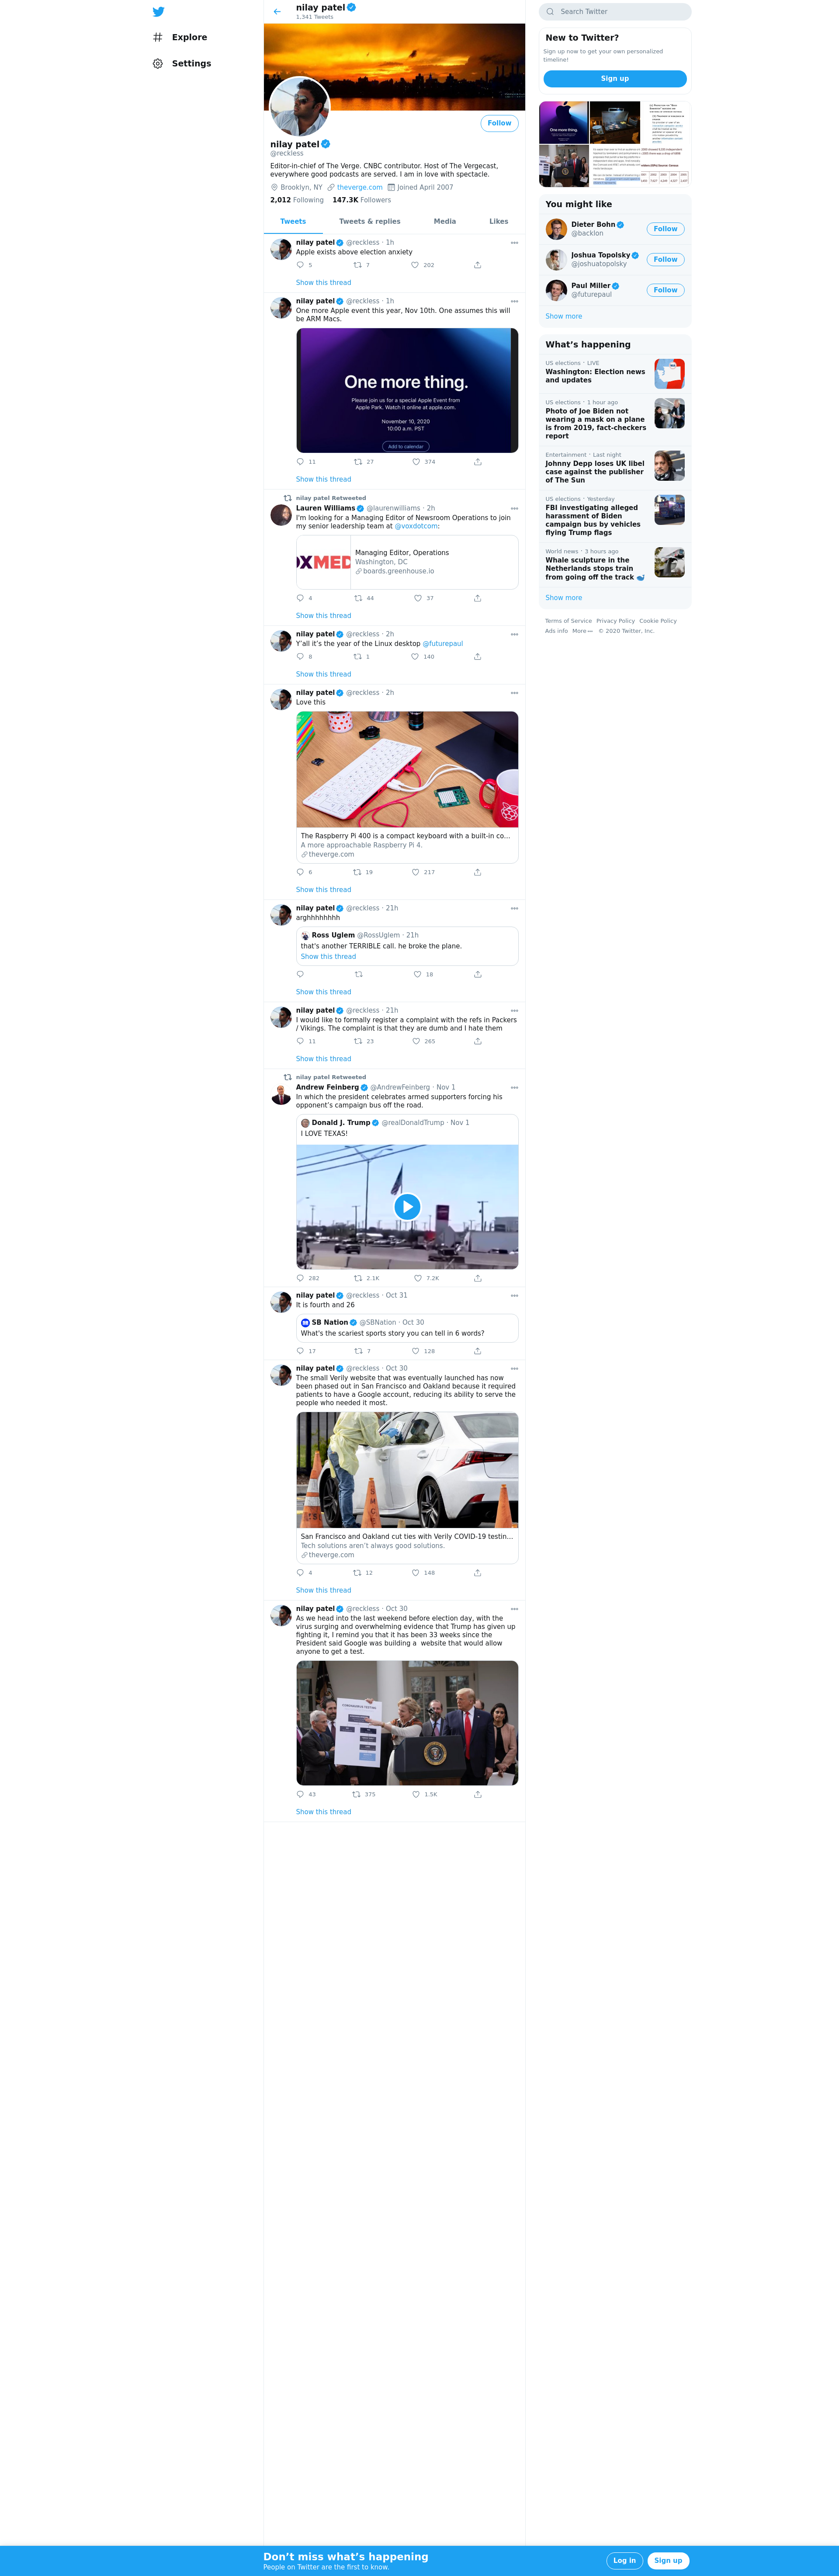 Explore
Settings
nilay patel
1,341 Tweets
Follow
nilay patel
@reckless
Editor-in-chief of The Verge. CNBC contributor. Host of The Vergecast,
everywhere good podcasts are served. I am in love with spectacle.
Brooklyn, NY theverge.com Joined April 2007
2,012 Following 147.3K Followers
Tweets Tweets & replies Media Likes
nilay patel @reckless · 1h
Apple exists above election anxiety
5 7 202
Show this thread
nilay patel @reckless · 1h
One more Apple event this year, Nov 10th. One assumes this will
be ARM Macs.
One more thing.
Please join us for a special Apple Event from
Apple Park. Watch it online at apple.com.
November 10, 2020
10:00 a.m. PST
Add to calendar
11 27 374
Show this thread
nilay patel Retweeted
Lauren Williams @laurenwilliams · 2h
I'm looking for a Managing Editor of Newsroom Operations to join
my senior leadership team at @voxdotcom:
OXMED
Managing Editor, Operations
Washington, DC
boards.greenhouse.io
4 44 37
Show this thread
nilay patel @reckless · 2h
Y'all it's the year of the Linux desktop @futurepaul
8 1 140
Show this thread
nilay patel @reckless · 2h
Love this
The Raspberry Pi 400 is a compact keyboard with a built-in co...
A more approachable Raspberry Pi 4.
theverge.com
6 19 217
Show this thread
nilay patel @reckless · 21h
arghhhhhhhh
Ross Uglem @RossUglem · 21h
that's another TERRIBLE call. he broke the plane.
Show this thread
18
Show this thread
nilay patel @reckless · 21h
I would like to formally register a complaint with the refs in Packers
/ Vikings. The complaint is that they are dumb and I hate them
11 23 265
Show this thread
nilay patel Retweeted
Andrew Feinberg @AndrewFeinberg · Nov 1
In which the president celebrates armed supporters forcing his
opponent's campaign bus off the road.
Donald J. Trump @realDonaldTrump · Nov 1
I LOVE TEXAS!
282 2.1K 7.2K
nilay patel @reckless · Oct 31
It is fourth and 26
SB Nation @SBNation · Oct 30
What's the scariest sports story you can tell in 6 words?
17 7 128
nilay patel @reckless · Oct 30
The small Verily website that was eventually launched has now
been phased out in San Francisco and Oakland because it required
patients to have a Google account, reducing its ability to serve the
people who needed it most.
San Francisco and Oakland cut ties with Verily COVID-19 testin...
Tech solutions aren't always good solutions.
theverge.com
4 12 148
Show this thread
nilay patel @reckless · Oct 30
As we head into the last weekend before election day, with the
virus surging and overwhelming evidence that Trump has given up
fighting it, I remind you that it has been 33 weeks since the
President said Google was building a website that would allow
anyone to get a test.
43 375 1.5K
Show this thread
Search Twitter
New to Twitter?
Sign up now to get your own personalized
timeline!
Sign up
One more thing.
You might like
Dieter Bohn
@backlon
Follow
Joshua Topolsky
@joshuatopolsky
Follow
Paul Miller
@futurepaul
Follow
Show more
What's happening
US elections · LIVE
Washington: Election news
and updates
US elections · 1 hour ago
Photo of Joe Biden not
wearing a mask on a plane
is from 2019, fact-checkers
report
Entertainment · Last night
Johnny Depp loses UK libel
case against the publisher
of The Sun
US elections · Yesterday
FBI investigating alleged
harassment of Biden
campaign bus by vehicles
flying Trump flags
World news · 3 hours ago
Whale sculpture in the
Netherlands stops train
from going off the track 🐋
Show more
Terms of Service Privacy Policy Cookie Policy
Ads info More © 2020 Twitter, Inc.
Don't miss what's happening
People on Twitter are the first to know.
Log in
Sign up